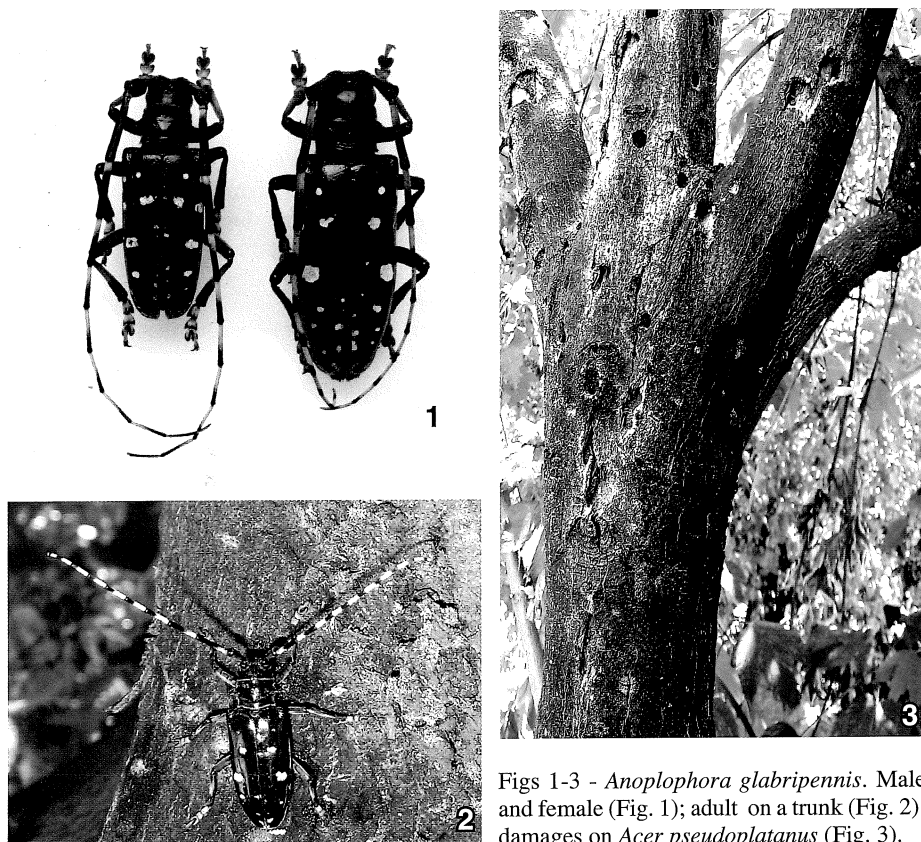 1
2
3
Figs 1-3 - Anoplophora glabripennis. Male
and female (Fig. 1); adult on a trunk (Fig. 2)
damages on Acer pseudoplatanus (Fig. 3).